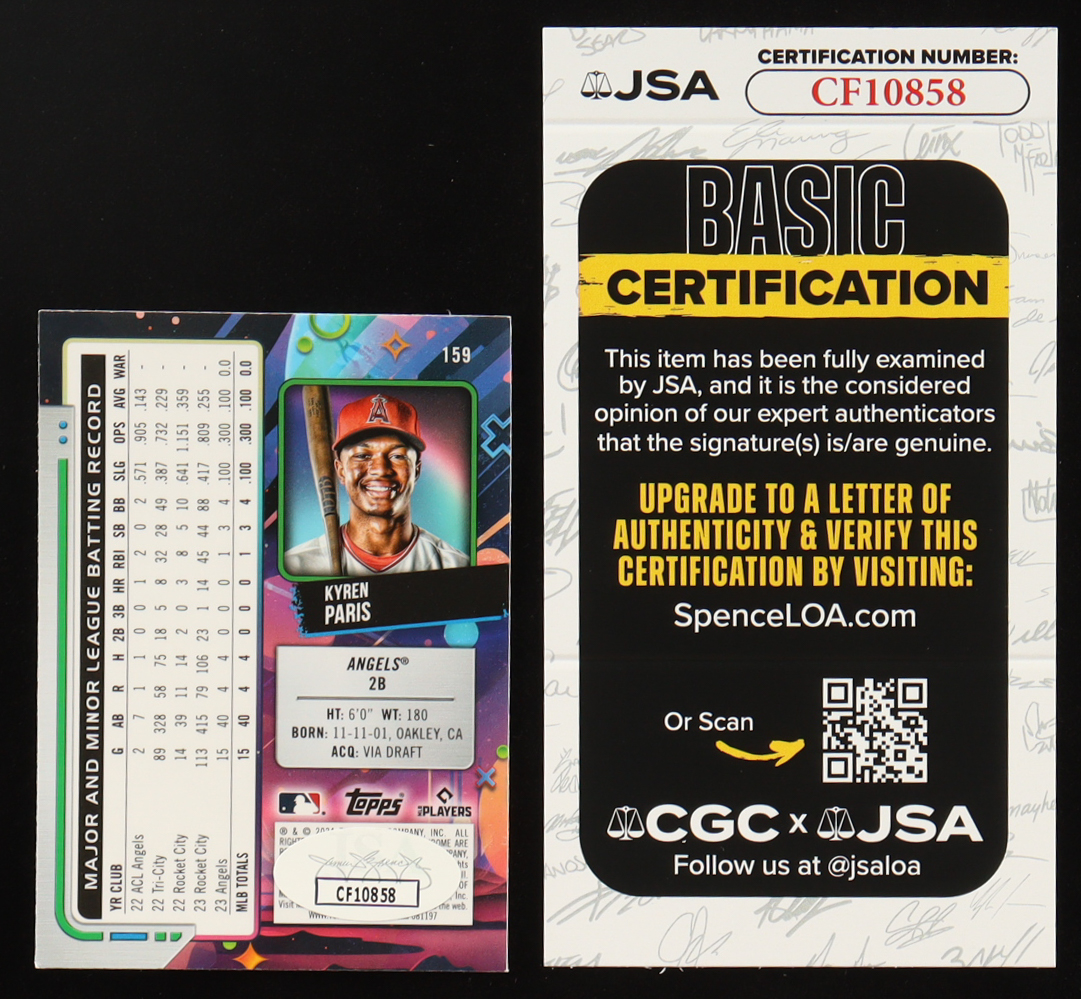 159
MAJOR AND MINOR LEAGUE BATTING RECORD
YR CLUB G AB R H 2B 3B HR RBI SB BB SLG OPS AVG WAR
22 ACL Angels 2 7 1 1 0 0 1 2 0 2 .571 .905 .143 -
22 Tri-City 89 328 58 75 18 5 8 32 28 49 .387 .732 .229 -
22 Rocket City 14 39 11 14 2 0 3 8 5 10 .641 1.151 .359 -
23 Rocket City 113 415 79 106 23 1 14 45 44 88 .417 .809 .255 -
23 Angels 15 40 4 4 0 0 0 1 3 4 .100 .300 .100 0.0
MLB TOTALS 15 40 4 4 0 0 0 1 3 4 .100 .300 .100 0.0
A
KYREN
PARIS
ANGELS®
2B
HT: 6'0" WT: 180
BORN: 11-11-01, OAKLEY, CA
ACQ: VIA DRAFT
topps
PLAYERS
CF10858
JSA
CERTIFICATION NUMBER:
CF10858
BASIC
CERTIFICATION
This item has been fully examined
by JSA, and it is the considered
opinion of our expert authenticators
that the signature(s) is/are genuine.
UPGRADE TO A LETTER OF
AUTHENTICITY & VERIFY THIS
CERTIFICATION BY VISITING:
SpenceLOA.com
Or Scan
CGC x JSA
Follow us at @jsaloa